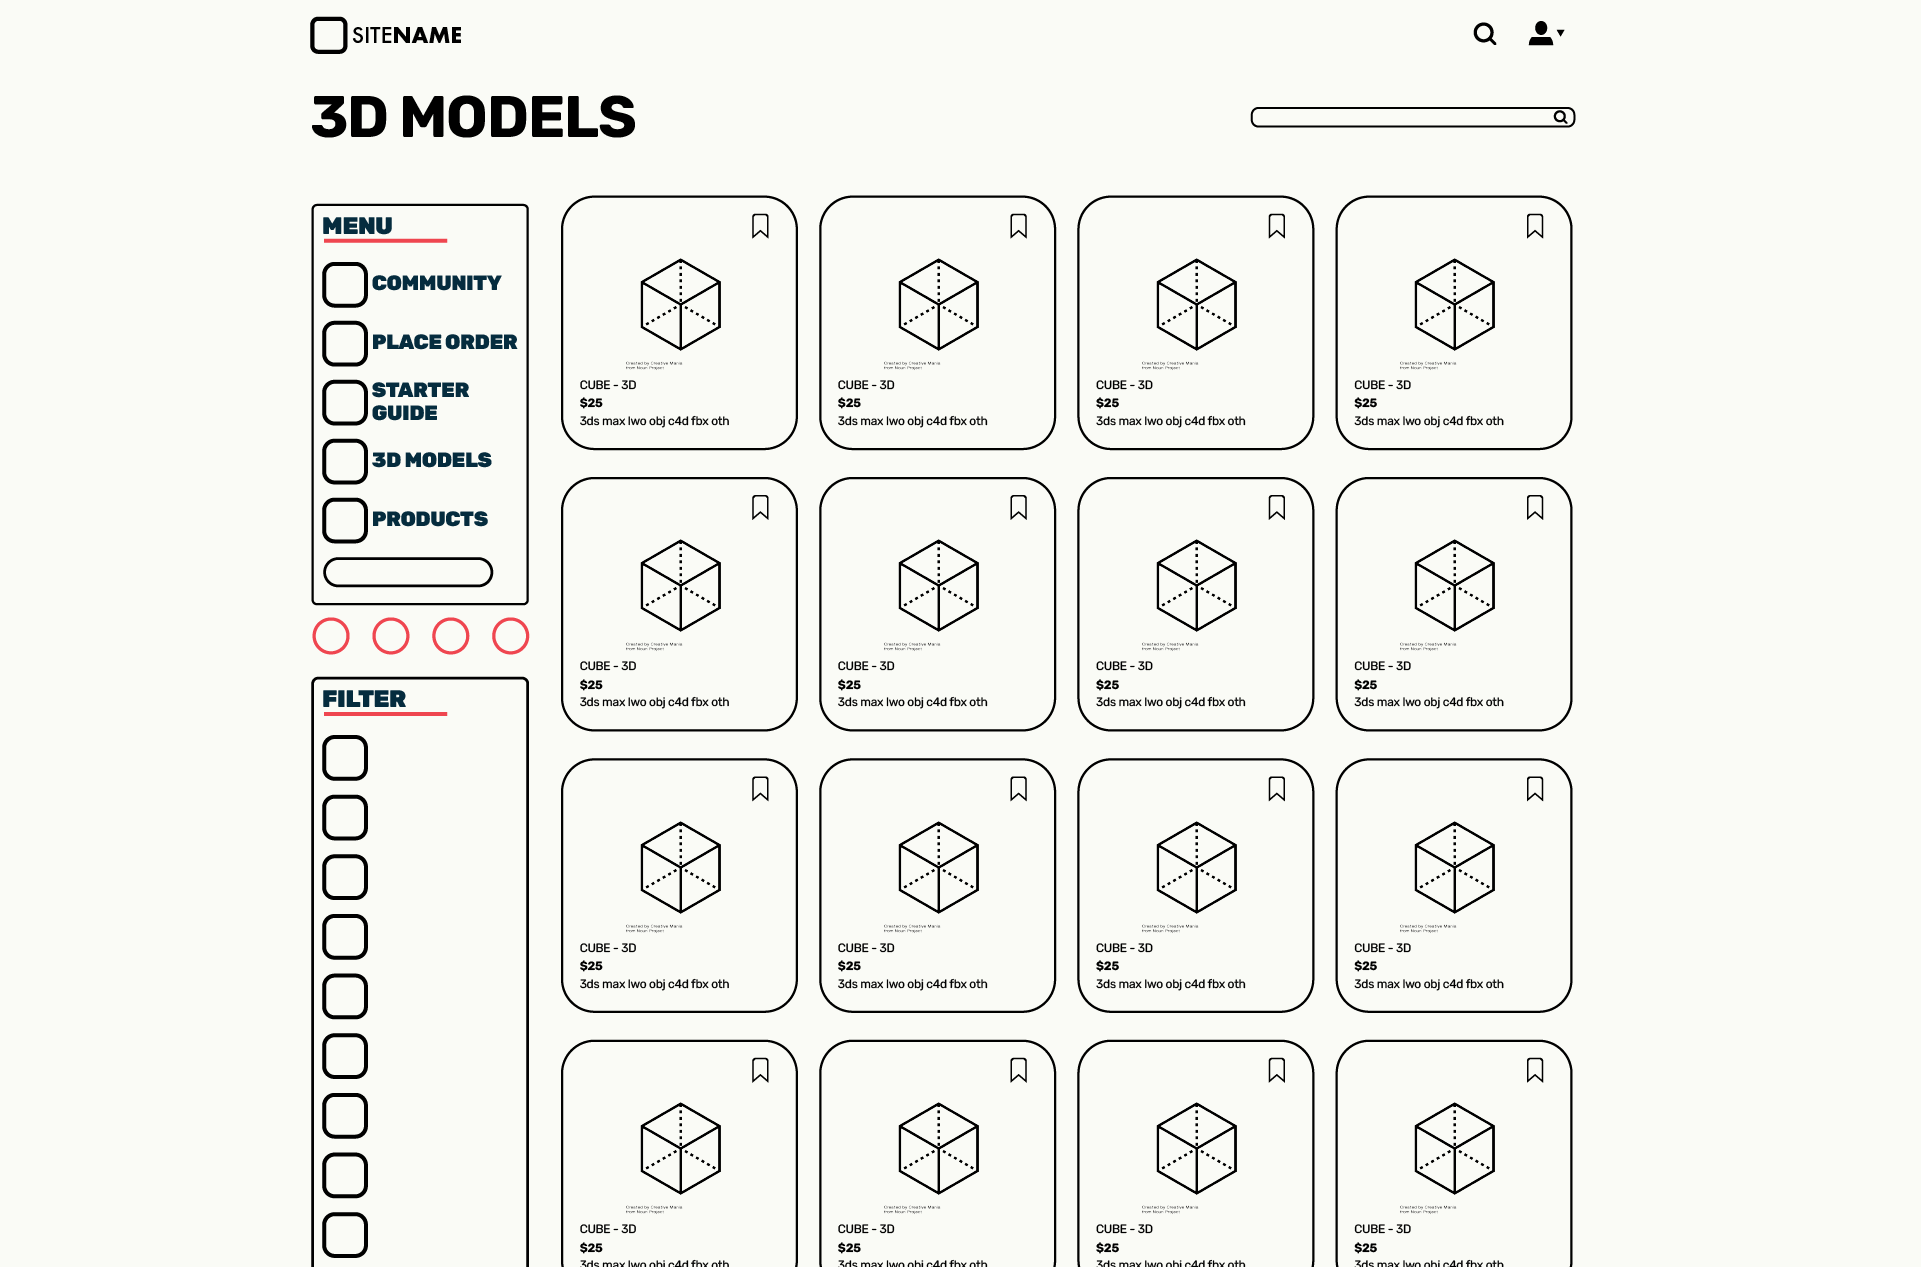 SITENAME
3D MODELS
MENU
COMMUNITY
PLACE ORDER
STARTER
GUIDE
3D MODELS
PRODUCTS
FILTER
Created by Creative Mania
from Noun Project
CUBE - 3D
$25
3ds max lwo obj c4d fbx oth
Created by Creative Mania
from Noun Project
CUBE - 3D
$25
3ds max lwo obj c4d fbx oth
Created by Creative Mania
from Noun Project
CUBE - 3D
$25
3ds max lwo obj c4d fbx oth
Created by Creative Mania
from Noun Project
CUBE - 3D
$25
3ds max lwo obj c4d fbx oth
Created by Creative Mania
from Noun Project
CUBE - 3D
$25
3ds max lwo obj c4d fbx oth
Created by Creative Mania
from Noun Project
CUBE - 3D
$25
3ds max lwo obj c4d fbx oth
Created by Creative Mania
from Noun Project
CUBE - 3D
$25
3ds max lwo obj c4d fbx oth
Created by Creative Mania
from Noun Project
CUBE - 3D
$25
3ds max lwo obj c4d fbx oth
Created by Creative Mania
from Noun Project
CUBE - 3D
$25
3ds max lwo obj c4d fbx oth
Created by Creative Mania
from Noun Project
CUBE - 3D
$25
3ds max lwo obj c4d fbx oth
Created by Creative Mania
from Noun Project
CUBE - 3D
$25
3ds max lwo obj c4d fbx oth
Created by Creative Mania
from Noun Project
CUBE - 3D
$25
3ds max lwo obj c4d fbx oth
Created by Creative Mania
from Noun Project
CUBE - 3D
$25
3ds max lwo obj c4d fbx oth
Created by Creative Mania
from Noun Project
CUBE - 3D
$25
3ds max lwo obj c4d fbx oth
Created by Creative Mania
from Noun Project
CUBE - 3D
$25
3ds max lwo obj c4d fbx oth
Created by Creative Mania
from Noun Project
CUBE - 3D
$25
3ds max lwo obj c4d fbx oth